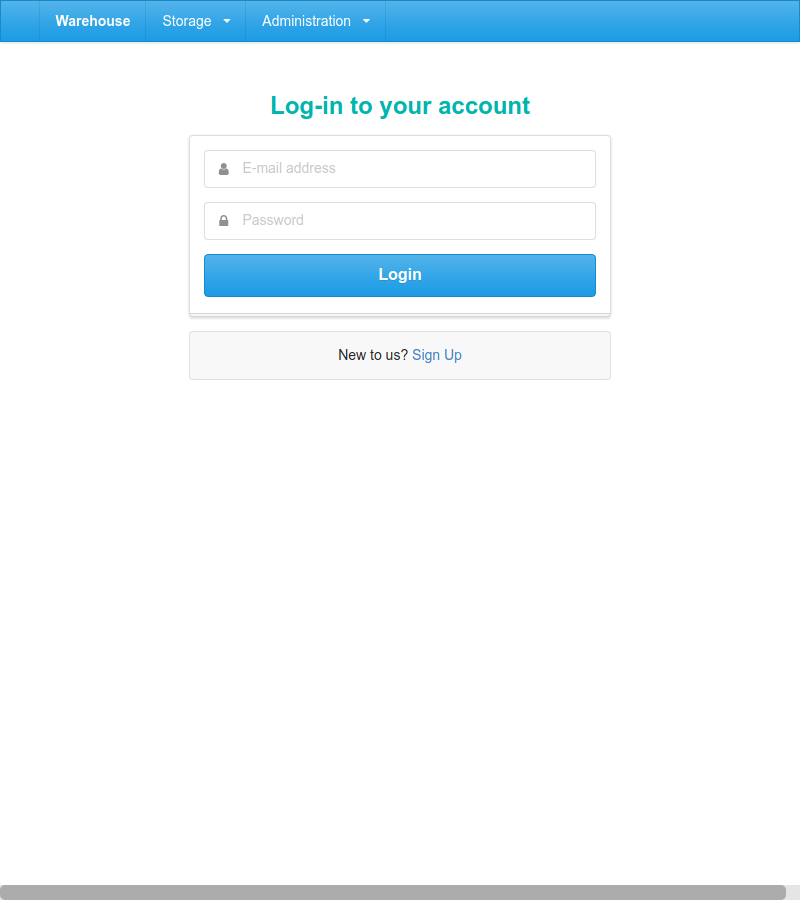 Warehouse Storage Administration
Log-in to your account
E-mail address
Password
Login
New to us? Sign Up